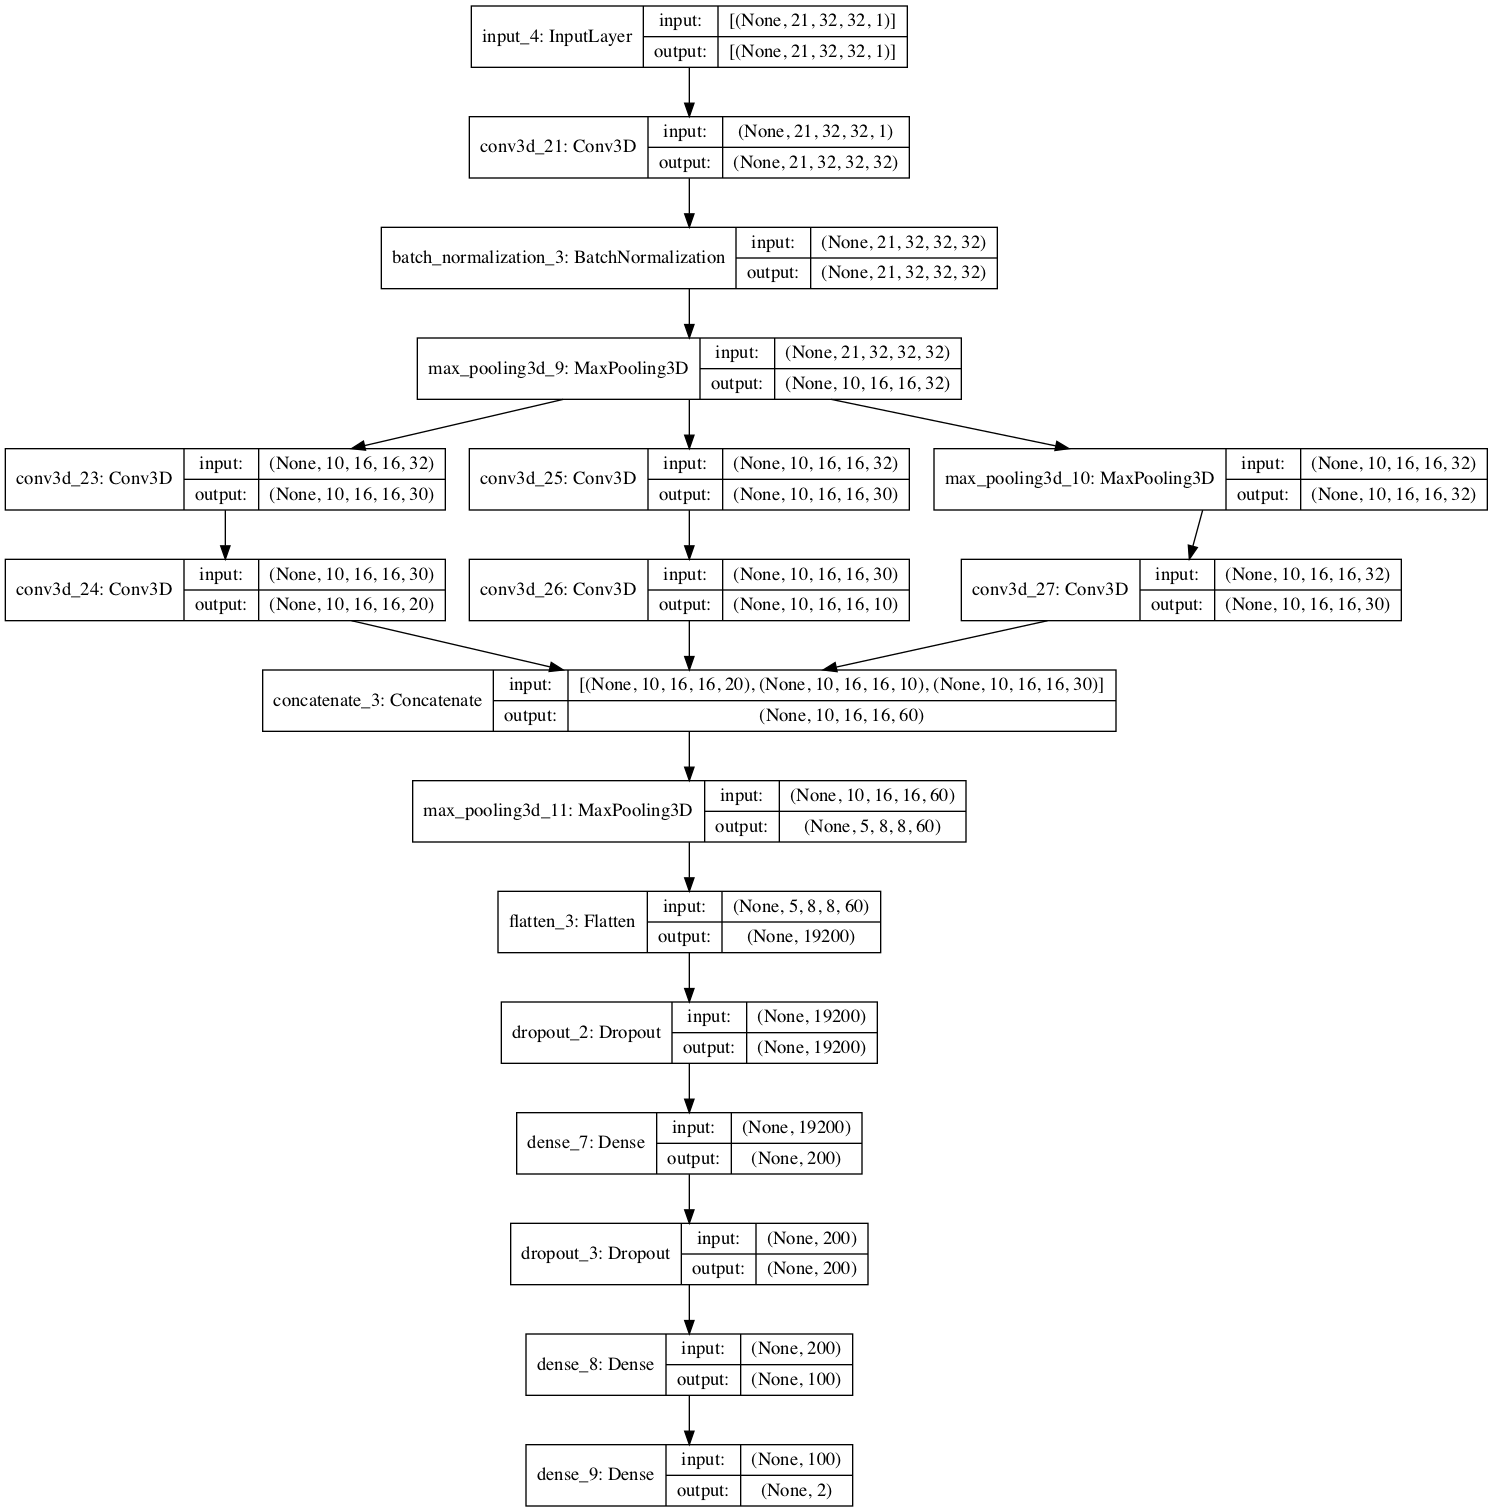 input_4: InputLayer
input: [(None, 21, 32, 32, 1)]
output: [(None, 21, 32, 32, 1)]
conv3d_21: Conv3D
input: (None, 21, 32, 32, 1)
output: (None, 21, 32, 32, 32)
batch_normalization_3: BatchNormalization
input: (None, 21, 32, 32, 32)
output: (None, 21, 32, 32, 32)
max_pooling3d_9: MaxPooling3D
input: (None, 21, 32, 32, 32)
output: (None, 10, 16, 16, 32)
conv3d_23: Conv3D
input: (None, 10, 16, 16, 32)
output: (None, 10, 16, 16, 30)
conv3d_25: Conv3D
input: (None, 10, 16, 16, 32)
output: (None, 10, 16, 16, 30)
max_pooling3d_10: MaxPooling3D
input: (None, 10, 16, 16, 32)
output: (None, 10, 16, 16, 32)
conv3d_24: Conv3D
input: (None, 10, 16, 16, 30)
output: (None, 10, 16, 16, 20)
conv3d_26: Conv3D
input: (None, 10, 16, 16, 30)
output: (None, 10, 16, 16, 10)
conv3d_27: Conv3D
input: (None, 10, 16, 16, 32)
output: (None, 10, 16, 16, 30)
concatenate_3: Concatenate
input: [(None, 10, 16, 16, 20), (None, 10, 16, 16, 10), (None, 10, 16, 16, 30)]
output: (None, 10, 16, 16, 60)
max_pooling3d_11: MaxPooling3D
input: (None, 10, 16, 16, 60)
output: (None, 5, 8, 8, 60)
flatten_3: Flatten
input: (None, 5, 8, 8, 60)
output: (None, 19200)
dropout_2: Dropout
input: (None, 19200)
output: (None, 19200)
dense_7: Dense
input: (None, 19200)
output: (None, 200)
dropout_3: Dropout
input: (None, 200)
output: (None, 200)
dense_8: Dense
input: (None, 200)
output: (None, 100)
dense_9: Dense
input: (None, 100)
output: (None, 2)